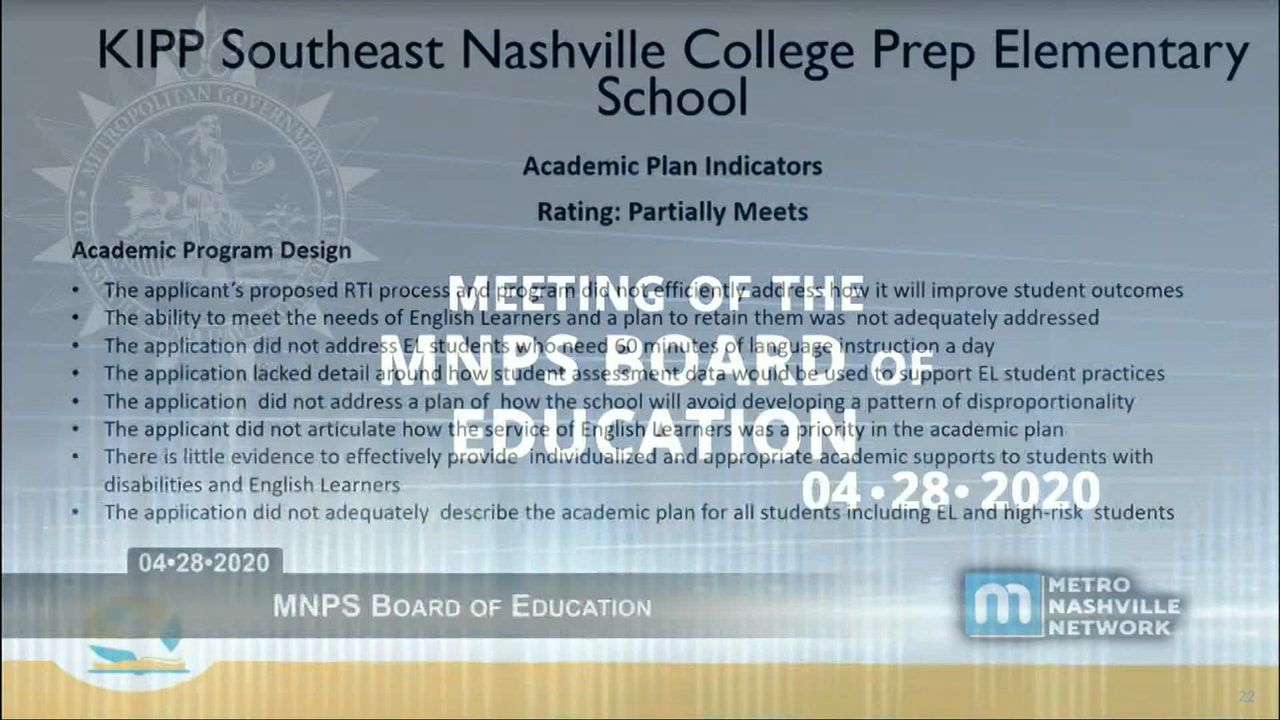 KIPP Southeast Nashville College Prep Elementary
School
Academic Plan Indicators
Rating: Partially Meets
Academic Program Design
• The applicant's proposed RTI process and program did not efficiently address how it will improve student outcomes
• The ability to meet the needs of English Learners and a plan to retain them was not adequately addressed
• The application did not address EL students who need 60 minutes of language instruction a day
• The application lacked detail around how student assessment data would be used to support EL student practices
• The application did not address a plan of how the school will avoid developing a pattern of disproportionality
• The applicant did not articulate how the service of English Learners was a priority in the academic plan
• There is little evidence to effectively provide individualized and appropriate academic supports to students with
disabilities and English Learners
• The application did not adequately describe the academic plan for all students including EL and high-risk students
MEETING OF THE
MNPS BOARD OF
EDUCATION
04•28•2020
04•28•2020
MNPS BOARD OF EDUCATION
m METRO
NASHVILLE
NETWORK
METROPOLITAN GOVERNMENT
22